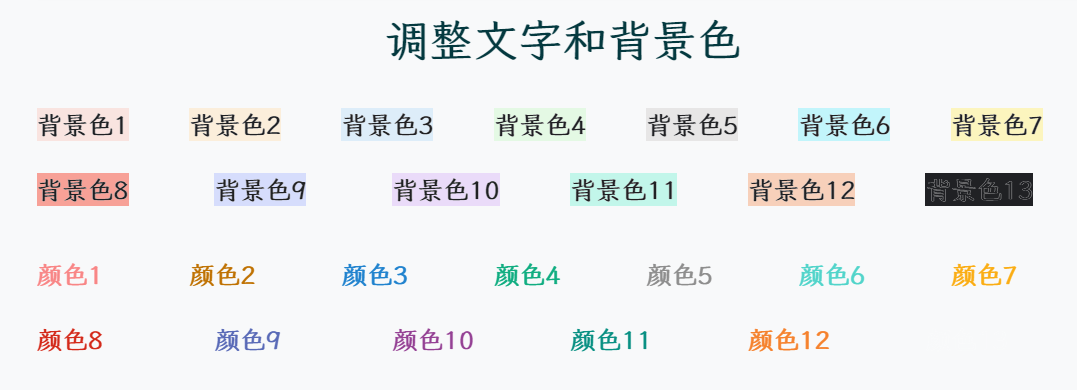 调整文字和背景色
背景色1 背景色2 背景色3 背景色4 背景色5 背景色6 背景色7
背景色8 背景色9 背景色10 背景色11 背景色12 背景色13
颜色1 颜色2 颜色3 颜色4 颜色5 颜色6 颜色7
颜色8 颜色9 颜色10 颜色11 颜色12